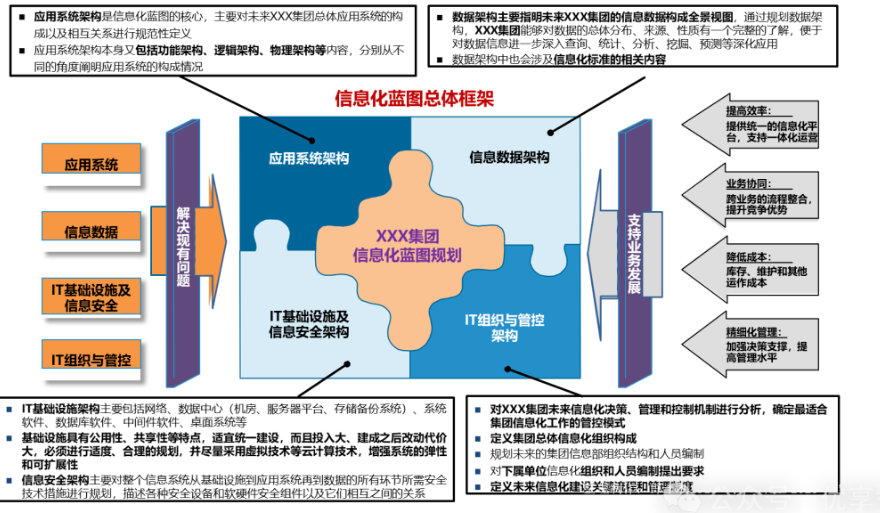 应用系统架构是信息化蓝图的核心，主要对未来XXX集团总体应用系统的构
成以及相互关系进行规范性定义
应用系统架构本身又包括功能架构、逻辑架构、物理架构等内容，分别从不
同的角度阐明应用系统的构成情况
数据架构主要指明未来XXX集团的信息数据构成全景视图，通过规划数据架
构，XXX集团能够对数据的总体分布、来源、性质有一个完整的了解，便于
对数据信息进一步深入查询、统计、分析、挖掘、预测等深化应用
数据架构中也会涉及信息化标准的相关内容
信息化蓝图总体框架
应用系统
信息数据
IT基础设施及
信息安全
IT组织与管控
解决现有问题
应用系统架构
信息数据架构
XXX集团
信息化蓝图规划
IT基础设施及
信息安全架构
IT组织与管控
架构
支持业务发展
提高效率：
提供统一的信息化平
台，支持一体化运营
业务协同：
跨业务的流程整合，
提升竞争优势
降低成本：
库存、维护和其他
运作成本
精细化管理：
加强决策支撑，提
高管理水平
IT基础设施架构主要包括网络、数据中心（机房、服务器平台、存储备份系统）、系统
软件、数据库软件、中间件软件、桌面系统等
基础设施具有公用性、共享性等特点，适宜统一建设，而且投入大、建成之后改动代价
大，必须进行适度、合理的规划，并尽量采用虚拟技术等云计算技术，增强系统的弹性
和可扩展性
信息安全架构主要对整个信息系统从基础设施到应用系统再到数据的所有环节所需安全
技术措施进行规划，描述各种安全设备和软硬件安全组件以及它们相互之间的关系
对XXX集团未来信息化决策、管理和控制机制进行分析，确定最适合
集团信息化工作的管控模式
定义集团总体信息化组织构成
规划未来的集团信息部组织结构和人员编制
对下属单位信息化组织和人员编制提出要求
定义未来信息化建设关键流程和管理制度
公众号